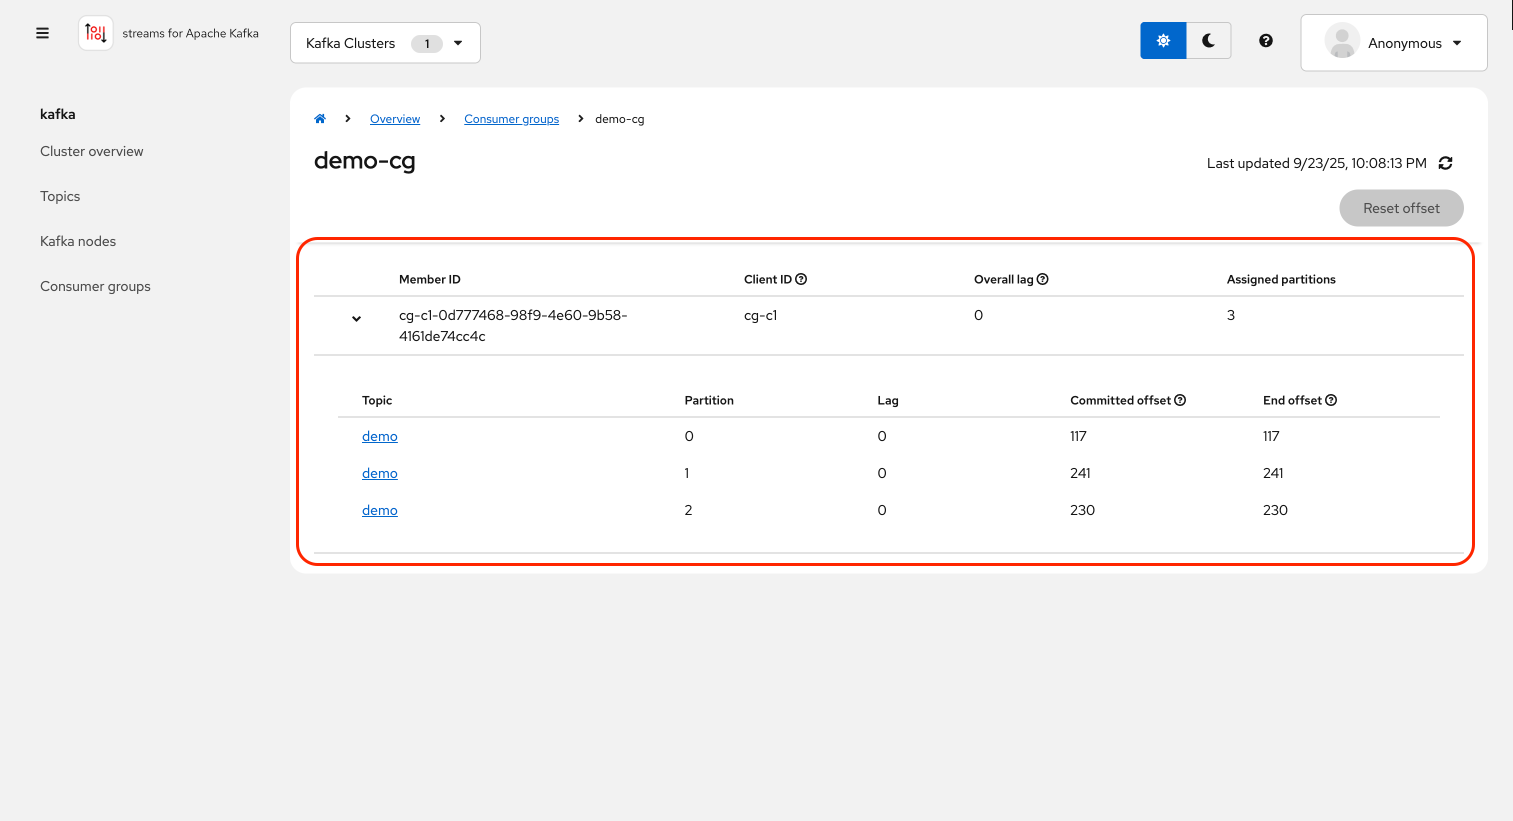 streams for Apache Kafka
Kafka Clusters 1
Anonymous
kafka
Cluster overview
Topics
Kafka nodes
Consumer groups
Overview Consumer groups demo-cg
demo-cg
Last updated 9/23/25, 10:08:13 PM
Reset offset
Member ID Client ID Overall lag Assigned partitions
cg-c1-0d777468-98f9-4e60-9b58- cg-c1 0 3
4161de74cc4c
Topic Partition Lag Committed offset End offset
demo 0 0 117 117
demo 1 0 241 241
demo 2 0 230 230